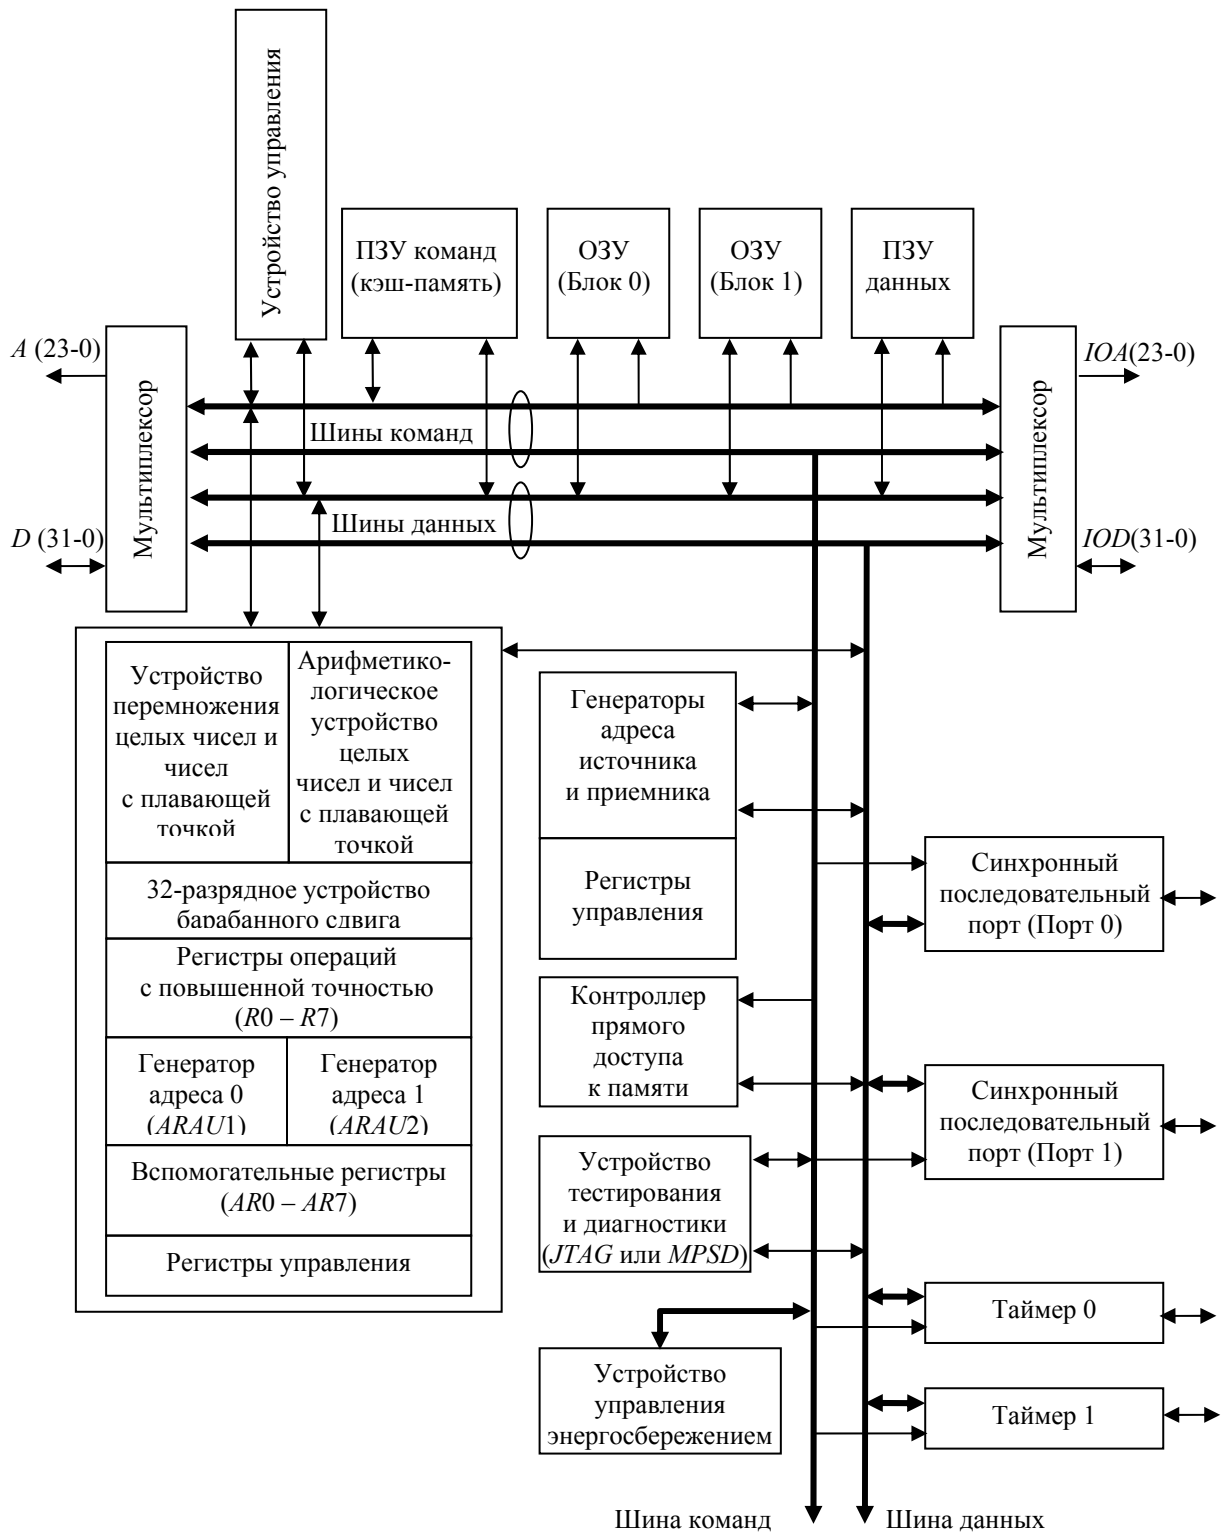 Устройство управления
ПЗУ команд
(кэш-память)
ОЗУ
(Блок 0)
ОЗУ
(Блок 1)
ПЗУ
данных
A (23-0)
D (31-0)
Мультиплексор
Шины команд
Шины данных
Мультиплексор
IOA(23-0)
IOD(31-0)
Устройство
перемножения
целых чисел и
чисел
с плавающей
точкой
Арифметико-
логическое
устройство
целых
чисел и чисел
с плавающей
точкой
32-разрядное устройство
барабанного сдвига
Регистры операций
с повышенной точностью
(R0 – R7)
Генератор
адреса 0
(ARAU1)
Генератор
адреса 1
(ARAU2)
Вспомогательные регистры
(AR0 – AR7)
Регистры управления
Генераторы
адреса
источника
и приемника
Регистры
управления
Контроллер
прямого
доступа
к памяти
Устройство
тестирования
и диагностики
(JTAG или MPSD)
Устройство
управления
энергосбережением
Синхронный
последовательный
порт (Порт 0)
Синхронный
последовательный
порт (Порт 1)
Таймер 0
Таймер 1
Шина команд
Шина данных